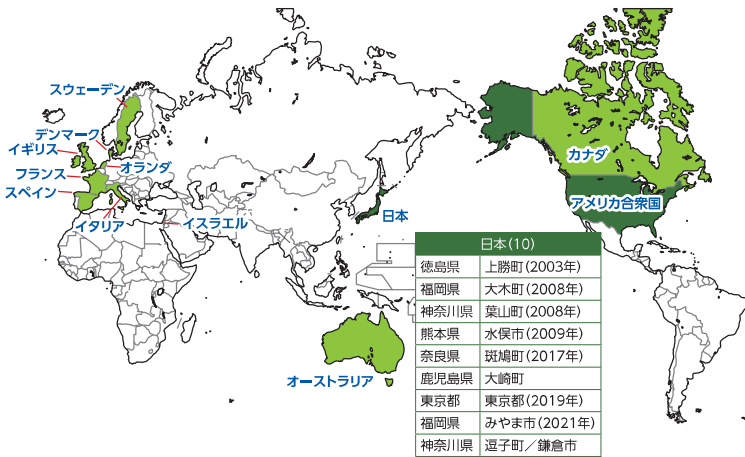 スウェーデン
デンマーク
イギリス
オランダ
フランス
スペイン
イタリア
イスラエル
日本
カナダ
アメリカ合衆国
オーストラリア
日本(10)
徳島県 上勝町(2003年)
福岡県 大木町(2008年)
神奈川県 葉山町(2008年)
熊本県 水俣市(2009年)
奈良県 斑鳩町(2017年)
鹿児島県 大崎町
東京都 東京都(2019年)
福岡県 みやま市(2021年)
神奈川県 逗子町／鎌倉市